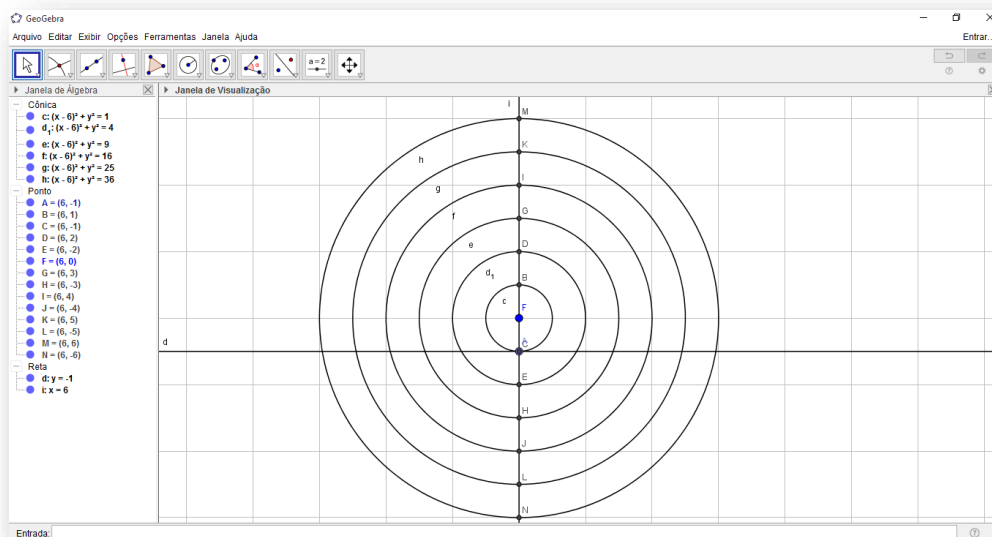 GeoGebra
Arquivo Editar Exibir Opções Ferramentas Janela Ajuda
Entrar...
a = 2
Janela de Álgebra
Janela de Visualização
Cônica
c: (x - 6)² + y² = 1
d₁: (x - 6)² + y² = 4
e: (x - 6)² + y² = 9
f: (x - 6)² + y² = 16
g: (x - 6)² + y² = 25
h: (x - 6)² + y² = 36
Ponto
A = (6, -1)
B = (6, 1)
C = (6, -1)
D = (6, 2)
E = (6, -2)
F = (6, 0)
G = (6, 3)
H = (6, -3)
I = (6, 4)
J = (6, -4)
K = (6, 5)
L = (6, -5)
M = (6, 6)
N = (6, -6)
Reta
d: y = -1
i: x = 6
i
M
K
h
I
g
G
f
D
e
B
d₁
c
F
C
d
E
H
J
L
N
Entrada: